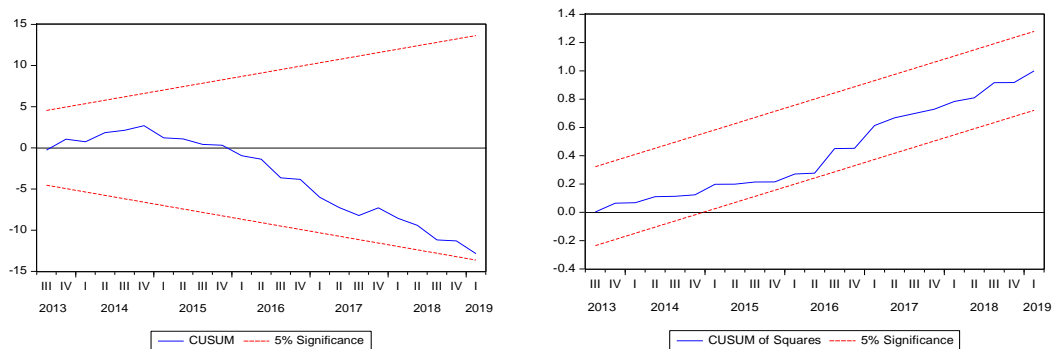 15
10
5
0
-5
-10
-15
III IV I II III IV I II III IV I II III IV I II III IV I II III IV I
2013 2014 2015 2016 2017 2018 2019
CUSUM 5% Significance
1.4
1.2
1.0
0.8
0.6
0.4
0.2
0.0
-0.2
-0.4
III IV I II III IV I II III IV I II III IV I II III IV I II III IV I
2013 2014 2015 2016 2017 2018 2019
CUSUM of Squares 5% Significance